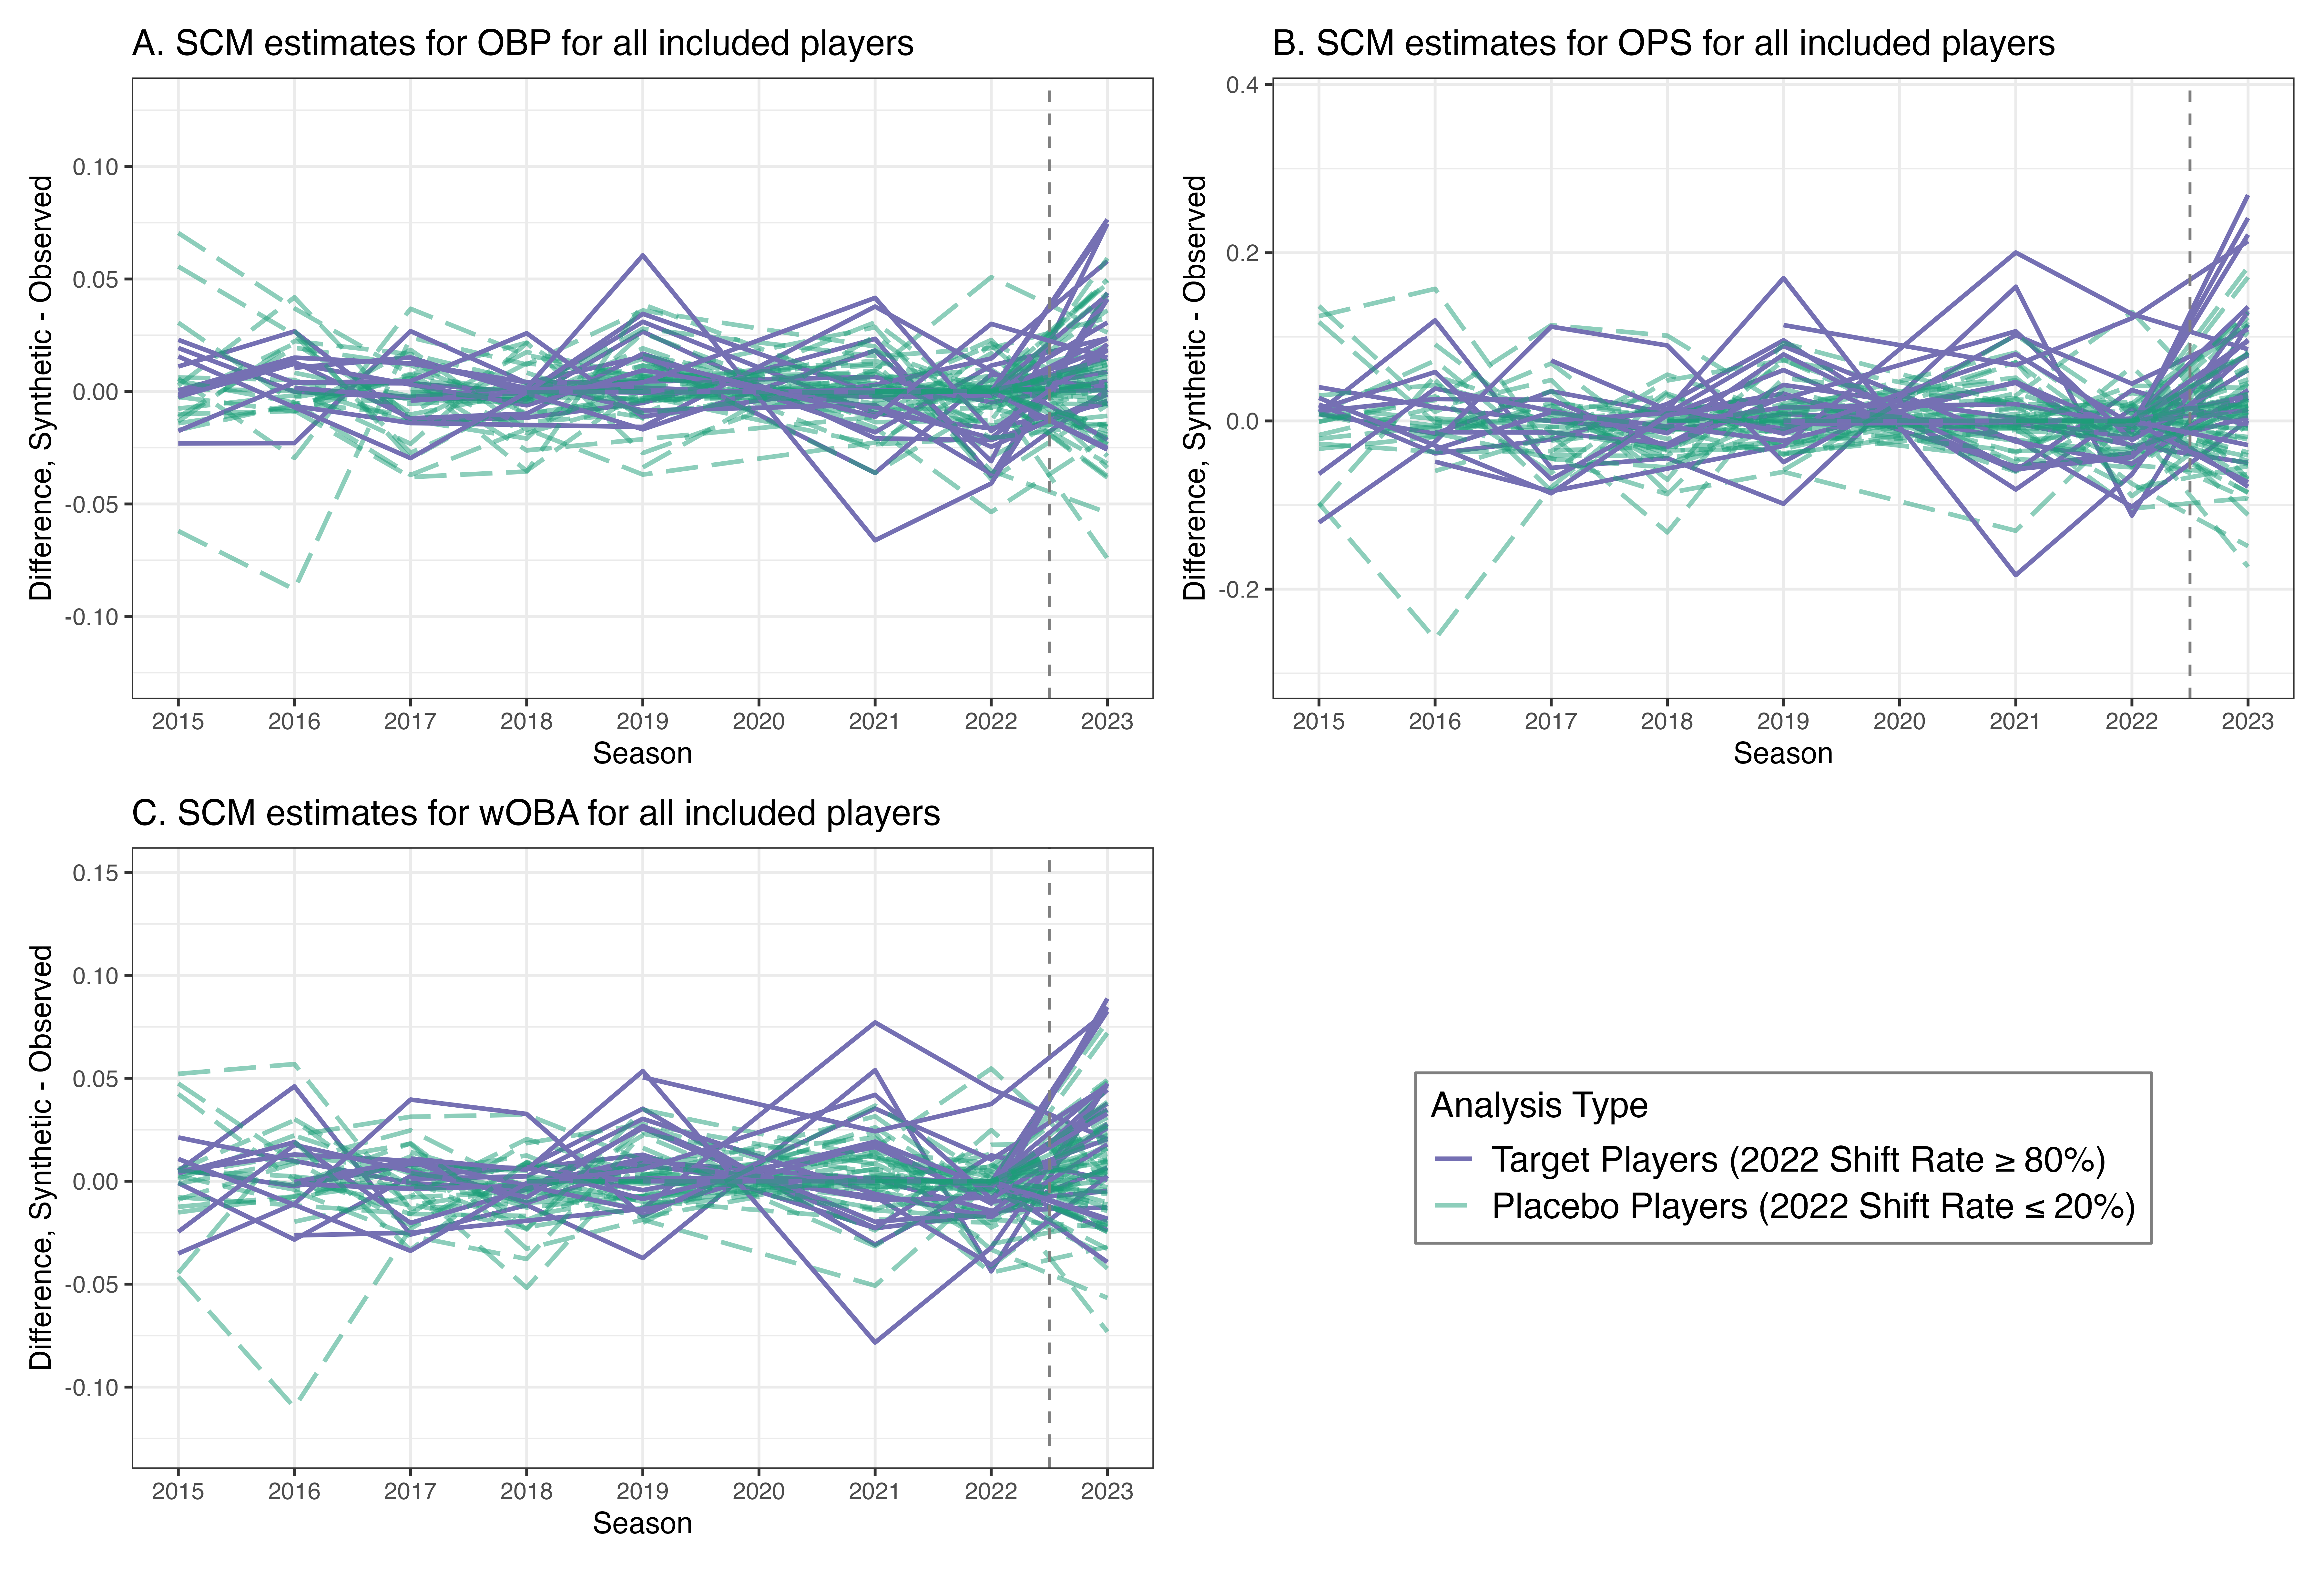 A. SCM estimates for OBP for all included players
Difference, Synthetic - Observed
0.10
0.05
0.00
-0.05
-0.10
2015 2016 2017 2018 2019 2020 2021 2022 2023
Season
B. SCM estimates for OPS for all included players
Difference, Synthetic - Observed
0.4
0.2
0.0
-0.2
2015 2016 2017 2018 2019 2020 2021 2022 2023
Season
C. SCM estimates for wOBA for all included players
Difference, Synthetic - Observed
0.15
0.10
0.05
0.00
-0.05
-0.10
2015 2016 2017 2018 2019 2020 2021 2022 2023
Season
Analysis Type
Target Players (2022 Shift Rate ≥ 80%)
Placebo Players (2022 Shift Rate ≤ 20%)